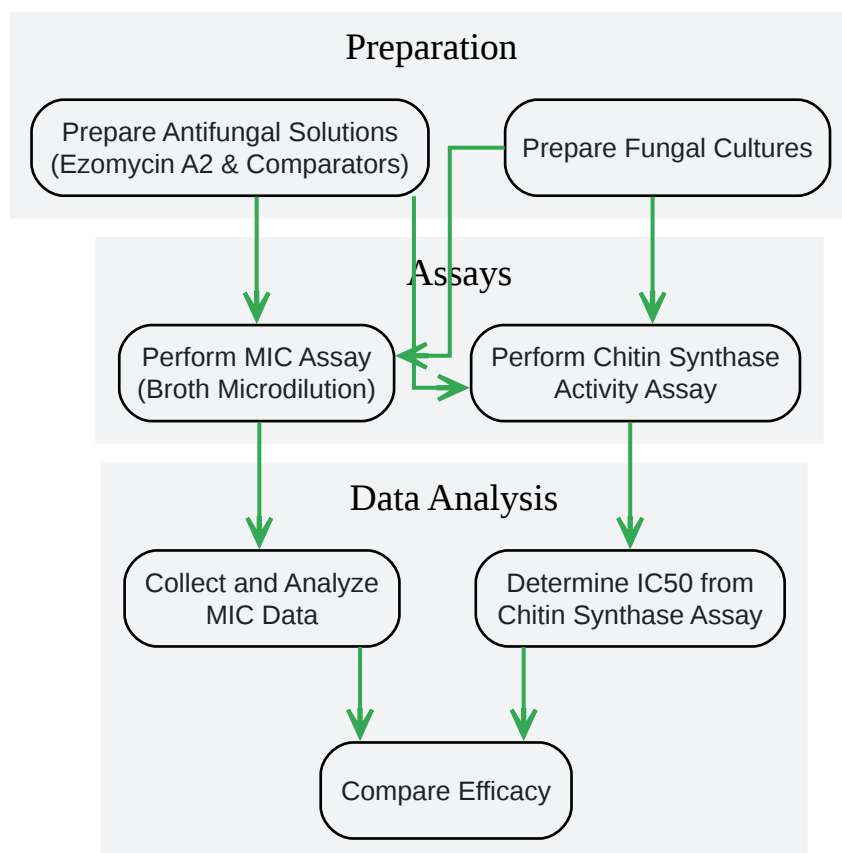 Preparation
Prepare Antifungal Solutions
(Ezomycin A2 & Comparators)
Prepare Fungal Cultures
Assays
Perform MIC Assay
(Broth Microdilution)
Perform Chitin Synthase
Activity Assay
Data Analysis
Collect and Analyze
MIC Data
Determine IC50 from
Chitin Synthase Assay
Compare Efficacy